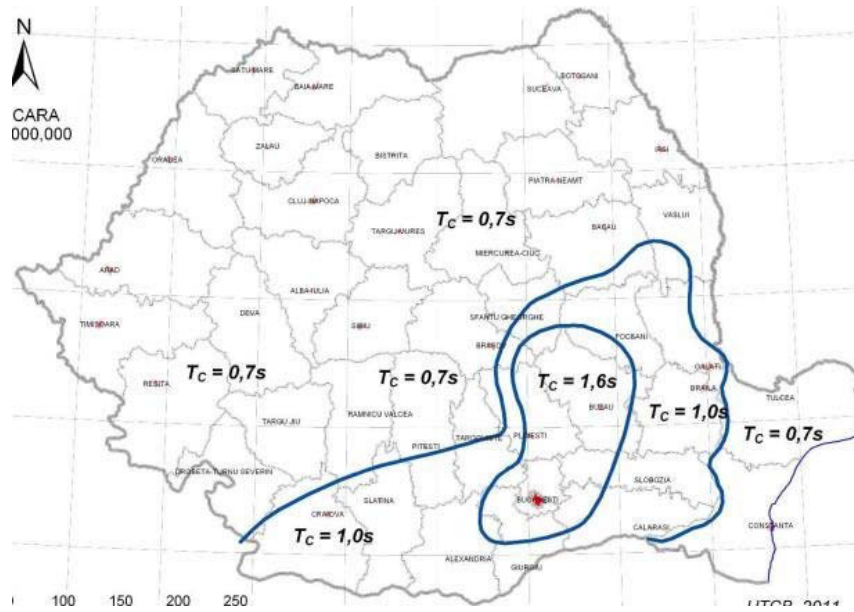 N
CARA
000,000
SATU-MARE
BAIA-MARE
SUCEAVA
BOTOSANI
ORADEA
ZALAU
BISTRITA
IASI
PIATRA-NEAMT
CLUJ-NAPOCA
VASLUI
TARGU-MURES
T_C = 0,7s
BACAU
MIERCUREA-CIUC
ARAD
ALBA-IULIA
DEVA
SFANTU GHEORGHE
TIMISOARA
SIBIU
FOCSANI
BRASOV
GALATI
T_C = 0,7s
RESITA
T_C = 0,7s
T_C = 1,6s
BRAILA
TULCEA
BUZAU
T_C = 1,0s
RAMNICU VALCEA
TARGU JIU
T_C = 0,7s
PITESTI
TARGOVISTE
PLOIESTI
DROBETA-TURNU SEVERIN
SLOBOZIA
SLATINA
BUCURESTI
CRAIOVA
CALARASI
CONSTANTA
T_C = 1,0s
ALEXANDRIA
GIURGIU
100 150 200 250
UTCB, 2011